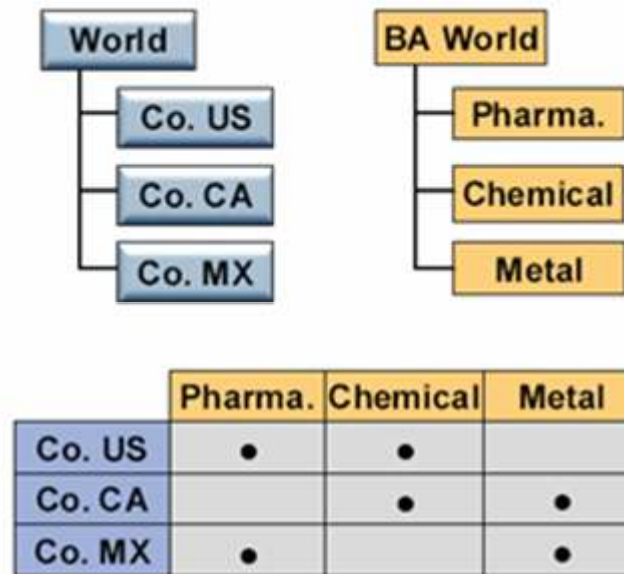 World
Co. US
Co. CA
Co. MX
BA World
Pharma.
Chemical
Metal
Pharma. Chemical Metal
Co. US ● ●
Co. CA ● ●
Co. MX ● ●